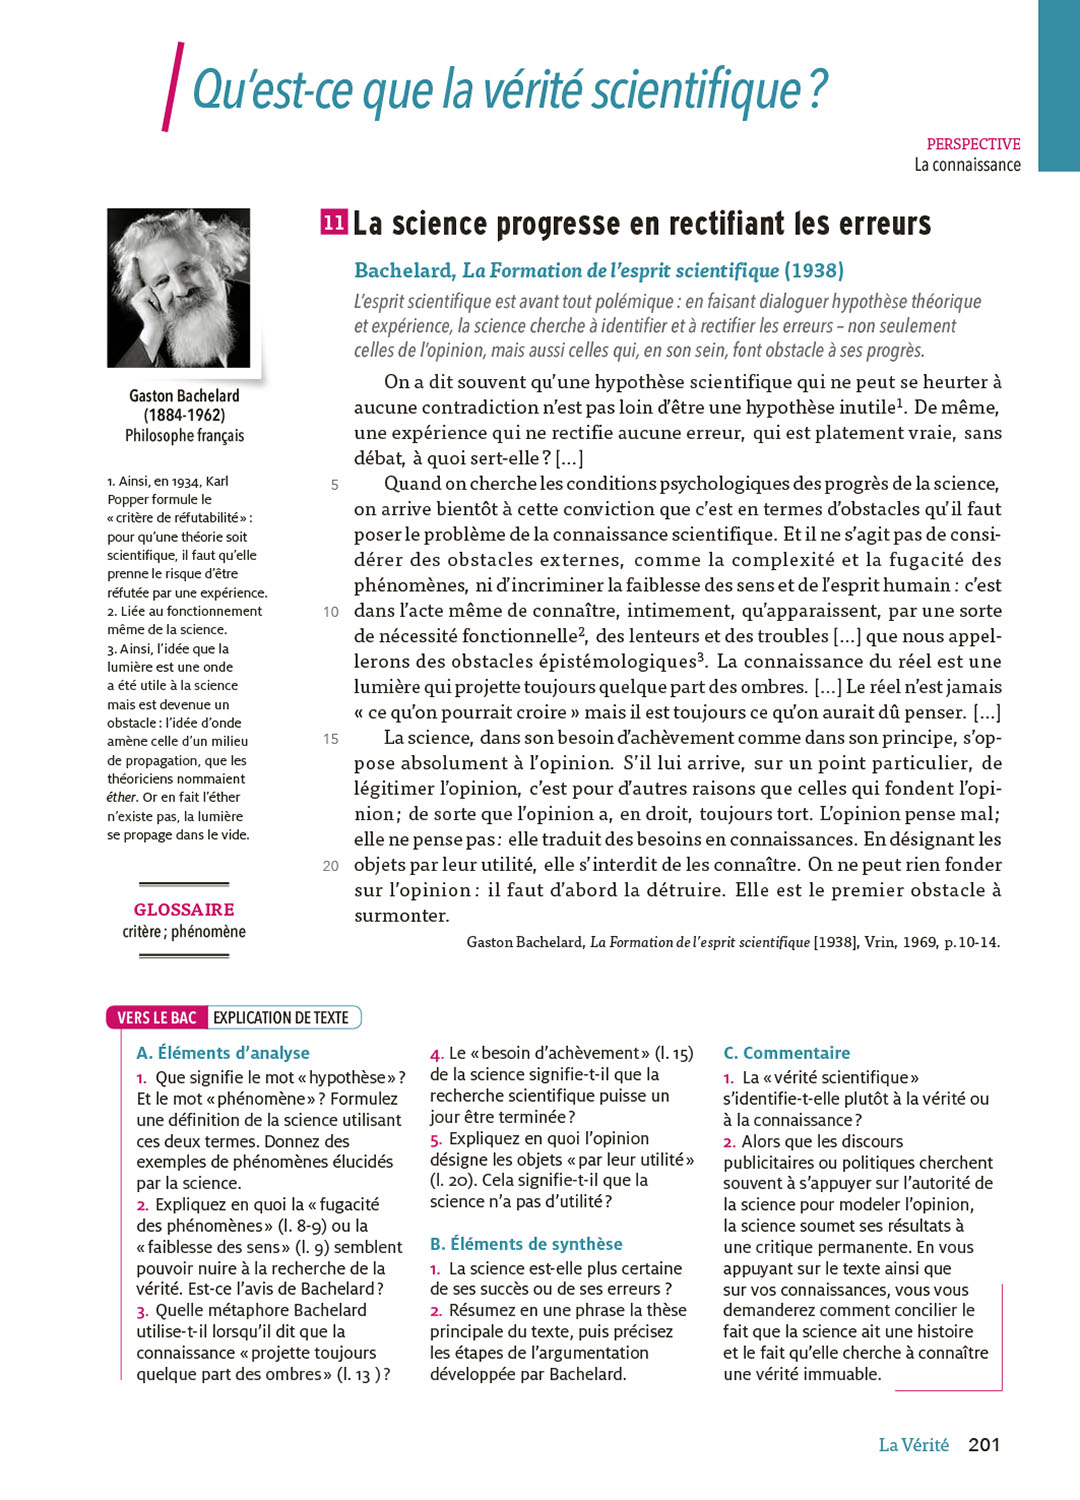 Qu'est-ce que la vérité scientifique ?
PERSPECTIVE
La connaissance
11 La science progresse en rectifiant les erreurs
Bachelard, La Formation de l'esprit scientifique (1938)
L'esprit scientifique est avant tout polémique : en faisant dialoguer hypothèse théorique
et expérience, la science cherche à identifier et à rectifier les erreurs – non seulement
celles de l'opinion, mais aussi celles qui, en son sein, font obstacle à ses progrès.
Gaston Bachelard
(1884-1962)
Philosophe français
1. Ainsi, en 1934, Karl
Popper formule le
« critère de réfutabilité » :
pour qu'une théorie soit
scientifique, il faut qu'elle
prenne le risque d'être
réfutée par une expérience.
2. Liée au fonctionnement
même de la science.
3. Ainsi, l'idée que la
lumière est une onde
a été utile à la science
mais est devenue un
obstacle : l'idée d'onde
amène celle d'un milieu
de propagation, que les
théoriciens nommaient
éther. Or en fait l'éther
n'existe pas, la lumière
se propage dans le vide.
GLOSSAIRE
critère ; phénomène
On a dit souvent qu'une hypothèse scientifique qui ne peut se heurter à
aucune contradiction n'est pas loin d'être une hypothèse inutile¹. De même,
une expérience qui ne rectifie aucune erreur, qui est platement vraie, sans
débat, à quoi sert-elle ? [...]
5 Quand on cherche les conditions psychologiques des progrès de la science,
on arrive bientôt à cette conviction que c'est en termes d'obstacles qu'il faut
poser le problème de la connaissance scientifique. Et il ne s'agit pas de consi-
dérer des obstacles externes, comme la complexité et la fugacité des
phénomènes, ni d'incriminer la faiblesse des sens et de l'esprit humain : c'est
10 dans l'acte même de connaître, intimement, qu'apparaissent, par une sorte
de nécessité fonctionnelle², des lenteurs et des troubles [...] que nous appel-
lerons des obstacles épistémologiques³. La connaissance du réel est une
lumière qui projette toujours quelque part des ombres. [...] Le réel n'est jamais
« ce qu'on pourrait croire » mais il est toujours ce qu'on aurait dû penser. [...]
15 La science, dans son besoin d'achèvement comme dans son principe, s'op-
pose absolument à l'opinion. S'il lui arrive, sur un point particulier, de
légitimer l'opinion, c'est pour d'autres raisons que celles qui fondent l'opi-
nion ; de sorte que l'opinion a, en droit, toujours tort. L'opinion pense mal ;
elle ne pense pas : elle traduit des besoins en connaissances. En désignant les
20 objets par leur utilité, elle s'interdit de les connaître. On ne peut rien fonder
sur l'opinion : il faut d'abord la détruire. Elle est le premier obstacle à
surmonter.
Gaston Bachelard, La Formation de l'esprit scientifique [1938], Vrin, 1969, p. 10-14.
VERS LE BAC EXPLICATION DE TEXTE
A. Éléments d'analyse
1. Que signifie le mot « hypothèse » ?
Et le mot « phénomène » ? Formulez
une définition de la science utilisant
ces deux termes. Donnez des
exemples de phénomènes élucidés
par la science.
2. Expliquez en quoi la « fugacité
des phénomènes » (l. 8-9) ou la
« faiblesse des sens » (l. 9) semblent
pouvoir nuire à la recherche de la
vérité. Est-ce l'avis de Bachelard ?
3. Quelle métaphore Bachelard
utilise-t-il lorsqu'il dit que la
connaissance « projette toujours
quelque part des ombres » (l. 13 ) ?
4. Le « besoin d'achèvement » (l. 15)
de la science signifie-t-il que la
recherche scientifique puisse un
jour être terminée ?
5. Expliquez en quoi l'opinion
désigne les objets « par leur utilité »
(l. 20). Cela signifie-t-il que la
science n'a pas d'utilité ?
B. Éléments de synthèse
1. La science est-elle plus certaine
de ses succès ou de ses erreurs ?
2. Résumez en une phrase la thèse
principale du texte, puis précisez
les étapes de l'argumentation
développée par Bachelard.
C. Commentaire
1. La « vérité scientifique »
s'identifie-t-elle plutôt à la vérité ou
à la connaissance ?
2. Alors que les discours
publicitaires ou politiques cherchent
souvent à s'appuyer sur l'autorité de
la science pour modeler l'opinion,
la science soumet ses résultats à
une critique permanente. En vous
appuyant sur le texte ainsi que
sur vos connaissances, vous vous
demanderez comment concilier le
fait que la science ait une histoire
et le fait qu'elle cherche à connaître
une vérité immuable.
La Vérité 201